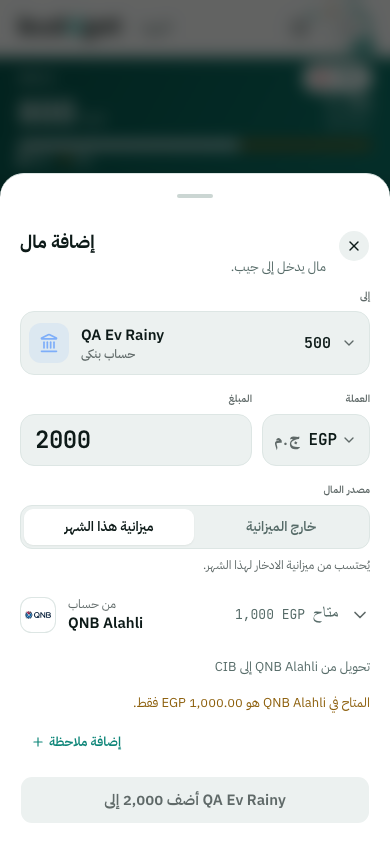 إضافة مال
مال يدخل إلى جيب.
إلى
QA Ev Rainy
حساب بنكي
500
العملة
المبلغ
EGP ج.م
2000
مصدر المال
خارج الميزانية
ميزانية هذا الشهر
يُحتسب من ميزانية الادخار لهذا الشهر.
من حساب
QNB
QNB Alahli
متاح 1,000 EGP
تحويل من QNB Alahli إلى CIB
المتاح في QNB Alahli هو EGP 1,000.00 فقط.
إضافة ملاحظة +
أضف 2,000 إلى QA Ev Rainy